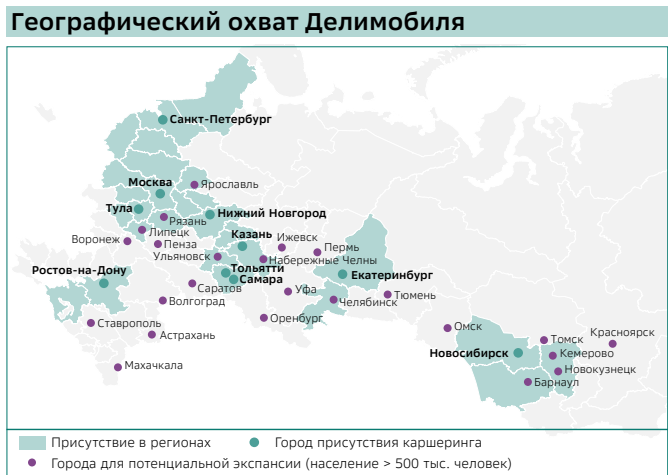 Географический охват Делимобиля
Санкт-Петербург
Москва
Ярославль
Тула
Рязань
Нижний Новгород
Липецк
Воронеж
Пенза
Казань
Ижевск
Пермь
Ульяновск
Набережные Челны
Ростов-на-Дону
Тольятти
Самара
Екатеринбург
Саратов
Уфа
Челябинск
Тюмень
Волгоград
Оренбург
Ставрополь
Астрахань
Махачкала
Омск
Томск
Красноярск
Новосибирск
Кемерово
Новокузнецк
Барнаул
Присутствие в регионах
Город присутствия каршеринга
Города для потенциальной экспансии (население > 500 тыс. человек)